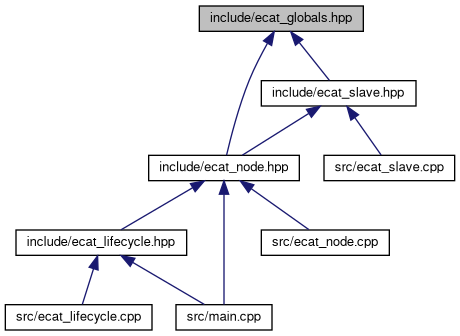 include/ecat_globals.hpp
include/ecat_slave.hpp
include/ecat_node.hpp
src/ecat_slave.cpp
include/ecat_lifecycle.hpp
src/ecat_node.cpp
src/ecat_lifecycle.cpp
src/main.cpp